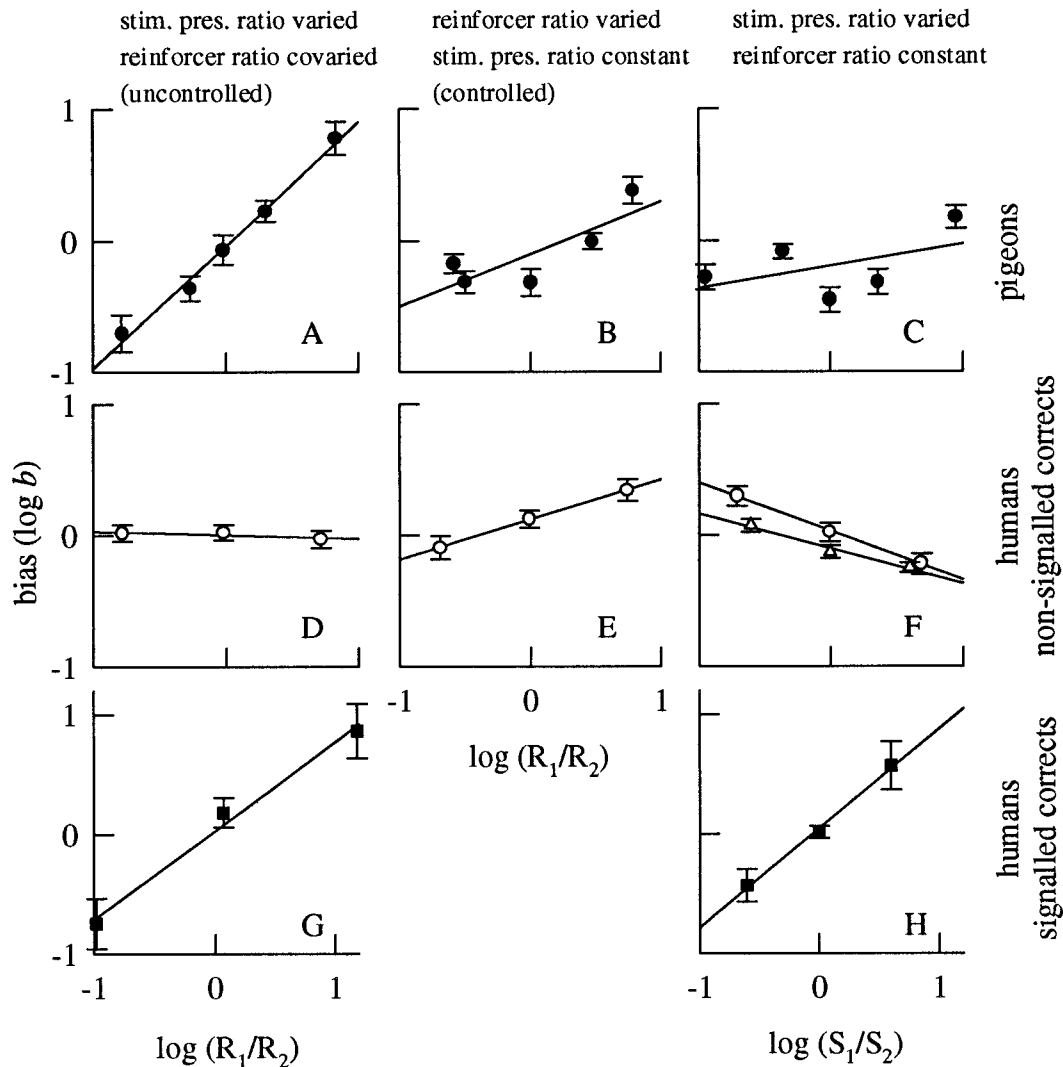 stim. pres. ratio varied
reinforcer ratio covaried
(uncontrolled)
reinforcer ratio varied
stim. pres. ratio constant
(controlled)
stim. pres. ratio varied
reinforcer ratio constant
1
0
-1
A
B
C
pigeons
1
0
-1
D
E
F
humans
non-signalled corrects
bias (log b)
-1
0
1
log (R₁/R₂)
1
0
-1
G
H
humans
signalled corrects
-1
0
1
log (R₁/R₂)
-1
0
1
log (S₁/S₂)